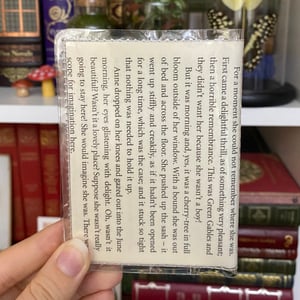 For a moment she could not remember where she was.
First came a delightful thrill, as of something very pleasant;
then a horrible remembrance. This was Green Gables and
they didn't want her because she wasn't a boy!
But it was morning and, yes, it was a cherry-tree in full
bloom outside of her window. With a bound she was out
of bed and across the floor. She pushed up the sash – it
went up stiffly and creakily, as if it hadn't been opened
for a long time, which was the case; and it stuck so tight
that nothing was needed to hold it up.
Anne dropped on her knees and gazed out into the June
morning, her eyes glistening with delight. Oh, wasn't it
beautiful? Wasn't it a lovely place? Suppose she wasn't really
going to stay here! She would imagine she was. There was
scope for imagination here.